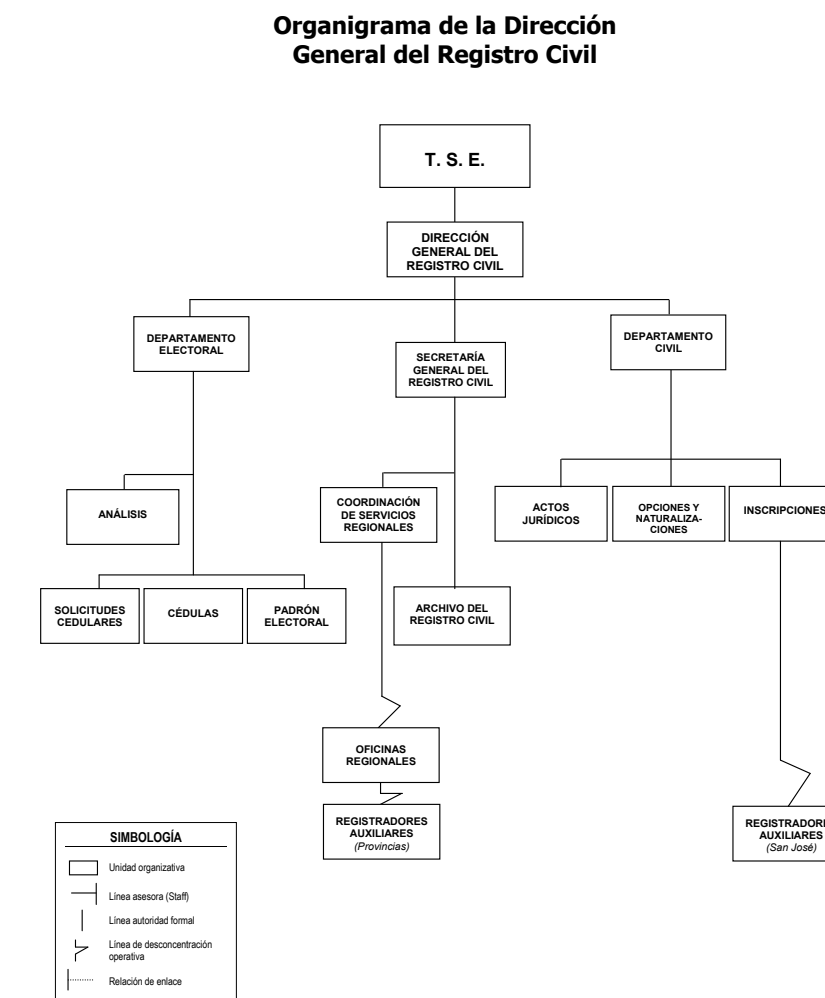 Organigrama de la Dirección
General del Registro Civil
T. S. E.
DIRECCIÓN
GENERAL DEL
REGISTRO CIVIL
DEPARTAMENTO
ELECTORAL
SECRETARÍA
GENERAL DEL
REGISTRO CIVIL
DEPARTAMENTO
CIVIL
ANÁLISIS
COORDINACIÓN
DE SERVICIOS
REGIONALES
ACTOS
JURÍDICOS
OPCIONES Y
NATURALIZA-
CIONES
INSCRIPCIONES
SOLICITUDES
CEDULARES
CÉDULAS
PADRÓN
ELECTORAL
ARCHIVO DEL
REGISTRO CIVIL
OFICINAS
REGIONALES
REGISTRADORES
AUXILIARES
(Provincias)
REGISTRADORE
AUXILIARES
(San José)
SIMBOLOGÍA
Unidad organizativa
Línea asesora (Staff)
Línea autoridad formal
Línea de desconcentración
operativa
Relación de enlace